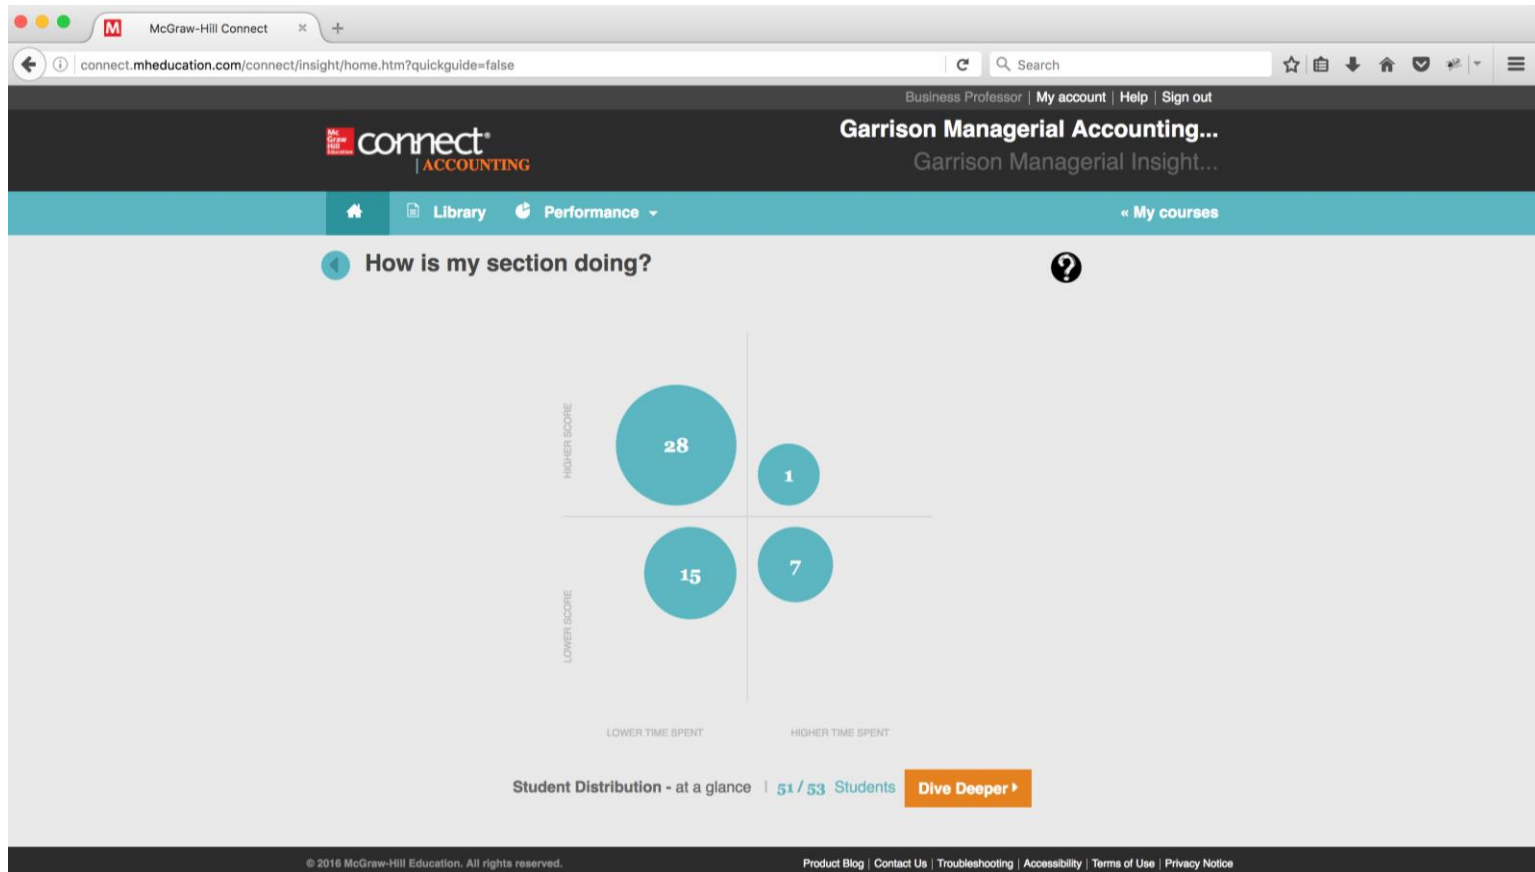 McGraw-Hill Connect
connect.mheducation.com/connect/insight/home.htm?quickguide=false
Search
Business Professor | My account | Help | Sign out
Mc Graw Hill Education
connect
| ACCOUNTING
Garrison Managerial Accounting...
Garrison Managerial Insight...
Library
Performance
« My courses
How is my section doing?
?
HIGHER SCORE
28
1
LOWER SCORE
15
7
LOWER TIME SPENT
HIGHER TIME SPENT
Student Distribution - at a glance | 51 / 53 Students
Dive Deeper
© 2016 McGraw-Hill Education. All rights reserved.
Product Blog | Contact Us | Troubleshooting | Accessibility | Terms of Use | Privacy Notice